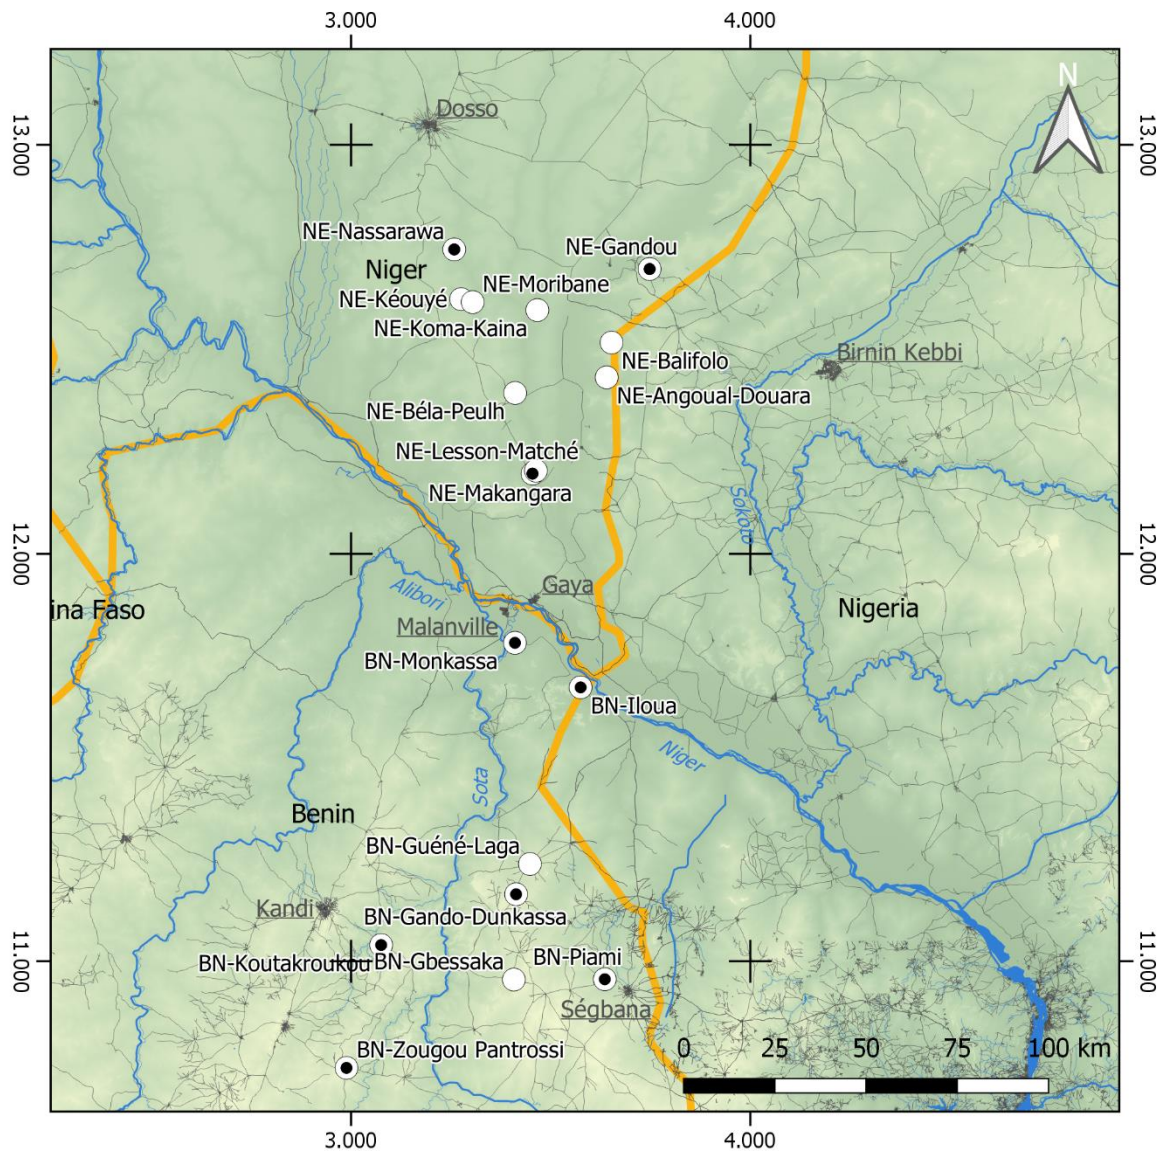 3.000 4.000
N
Dosso
13.000 13.000
NE-Nassarawa
NE-Gandou
Niger
NE-Moribane
NE-Kéouyé
NE-Koma-Kaina
Birnin Kebbi
NE-Balifolo
NE-Angoual-Douara
NE-Béla-Peulh
NE-Lesson-Matché
NE-Makangara
Sokoto
12.000 12.000
Alibori
Gaya
ina Faso
Nigeria
Malanville
BN-Monkassa
BN-Iloua
Niger
Sota
Benin
BN-Guéné-Laga
Kandi
BN-Gando-Dunkassa
11.000 11.000
BN-Koutakroukou
BN-Gbessaka
BN-Piami
Ségbana
BN-Zougou Pantrossi
0 25 50 75 100 km
3.000 4.000